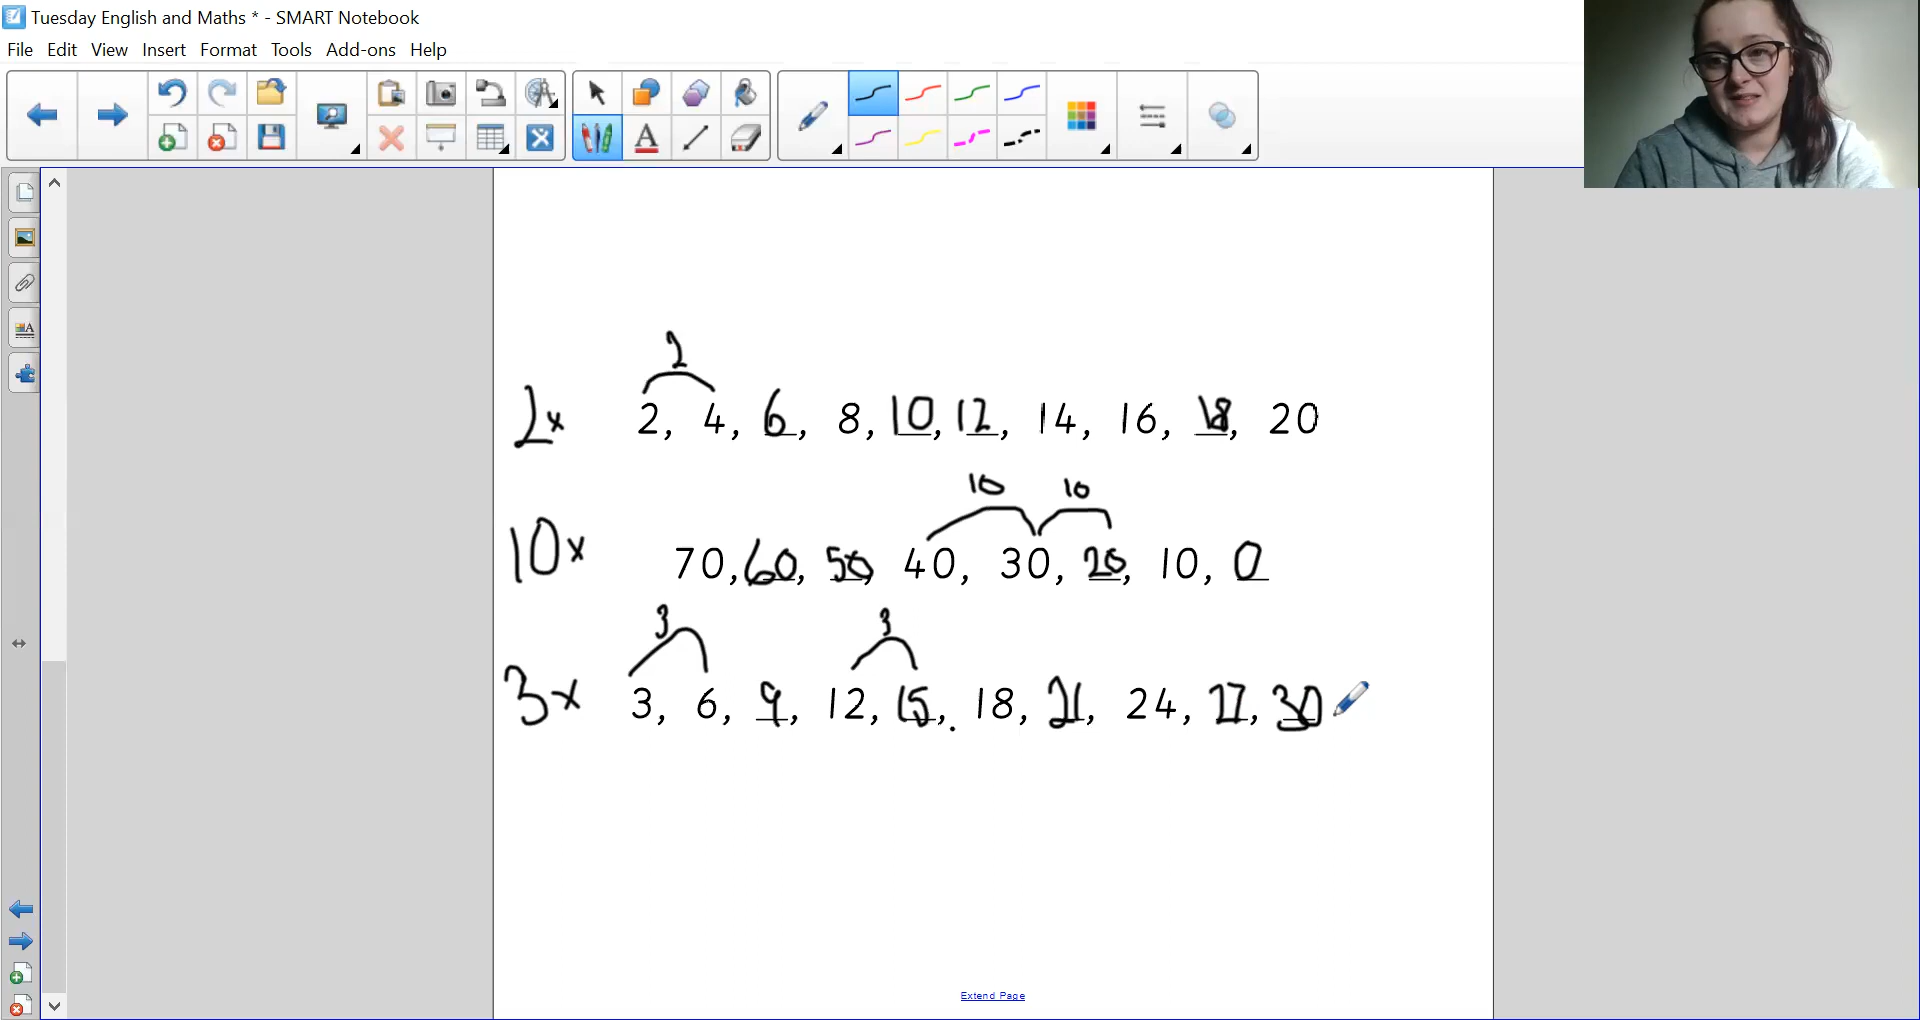 Tuesday English and Maths * - SMART Notebook
File Edit View Insert Format Tools Add-ons Help
2
2x 2, 4, 6, 8, 10, 12, 14, 16, 18, 20
10 10
10x 70, 60, 50, 40, 30, 20, 10, 0
3 3
3x 3, 6, 9, 12, 15, . 18, 21, 24, 27, 30
Extend Page